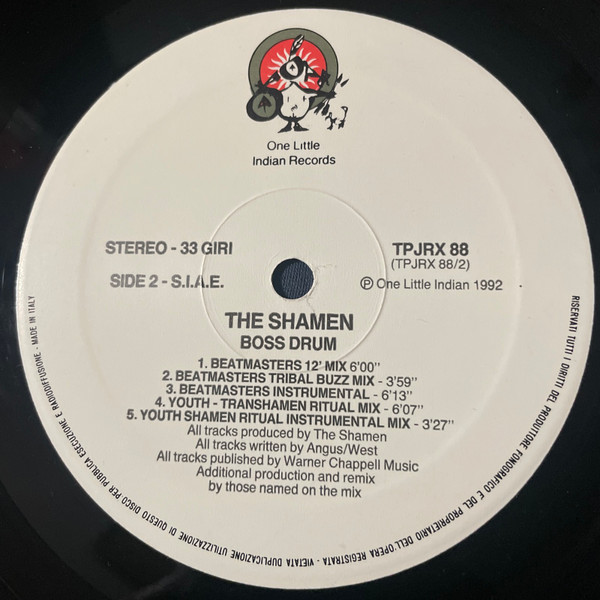 One Little
Indian Records
STEREO - 33 GIRI
SIDE 2 - S.I.A.E.
TPJRX 88
(TPJRX 88/2)
℗ One Little Indian 1992
THE SHAMEN
BOSS DRUM
1. BEATMASTERS 12' MIX 6'00"
2. BEATMASTERS TRIBAL BUZZ MIX - 3'59"
3. BEATMASTERS INSTRUMENTAL - 6'13"
4. YOUTH - TRANSHAMEN RITUAL MIX - 6'07"
5. YOUTH SHAMEN RITUAL INSTRUMENTAL MIX - 3'27"
All tracks produced by The Shamen
All tracks written by Angus/West
All tracks published by Warner Chappell Music
Additional production and remix
by those named on the mix
RISERVATI TUTTI I DIRITTI DEL PRODUTTORE FONOGRAFICO E DEL PROPRIETARIO DELL'OPERA REGISTRATA - VIETATA DUPLICAZIONE UTILIZZAZIONE DI QUESTO DISCO PER PUBBLICA ESECUZIONE E RADIODIFFUSIONE - MADE IN ITALY